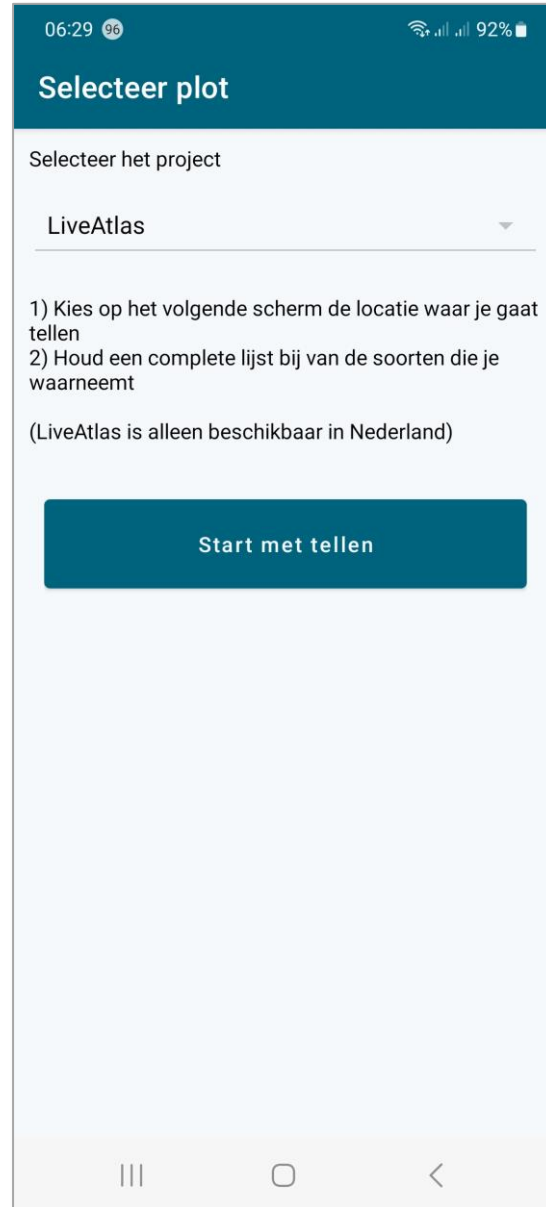 06:29 96 92%
Selecteer plot
Selecteer het project
LiveAtlas
1) Kies op het volgende scherm de locatie waar je gaat
tellen
2) Houd een complete lijst bij van de soorten die je
waarneemt
(LiveAtlas is alleen beschikbaar in Nederland)
Start met tellen